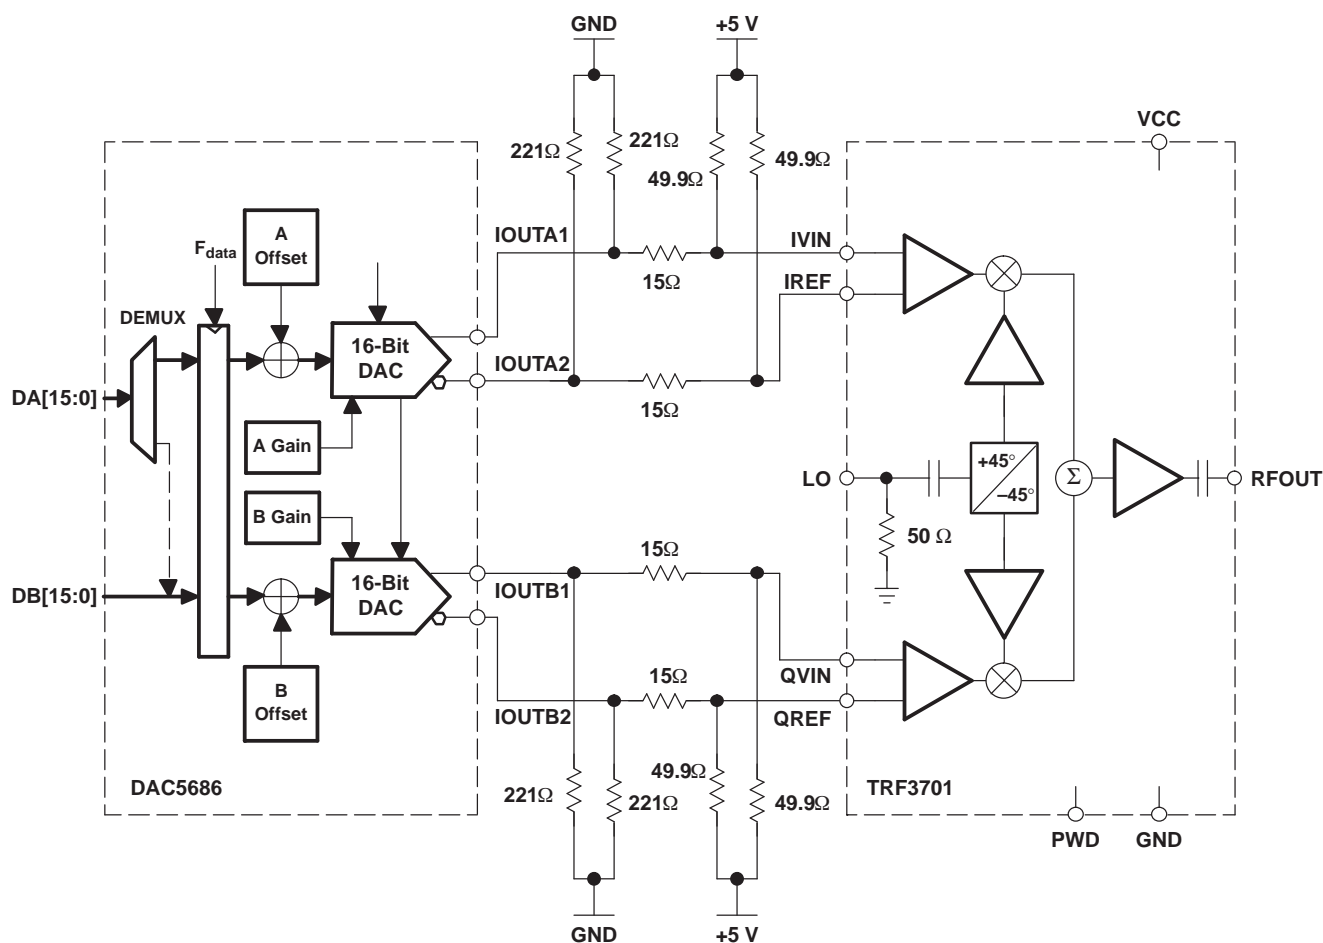 GND
+5 V
221Ω
221Ω
49.9Ω
49.9Ω
VCC
A
Offset
Fdata
IOUTA1
15Ω
IVIN
IREF
DEMUX
16-Bit
DAC
IOUTA2
15Ω
DA[15:0]
A Gain
+45°
−45°
LO
Σ
RFOUT
B Gain
50 Ω
15Ω
16-Bit
DAC
IOUTB1
DB[15:0]
B
Offset
15Ω
QVIN
IOUTB2
QREF
DAC5686
49.9Ω
221Ω
221Ω
49.9Ω
TRF3701
PWD
GND
GND
+5 V